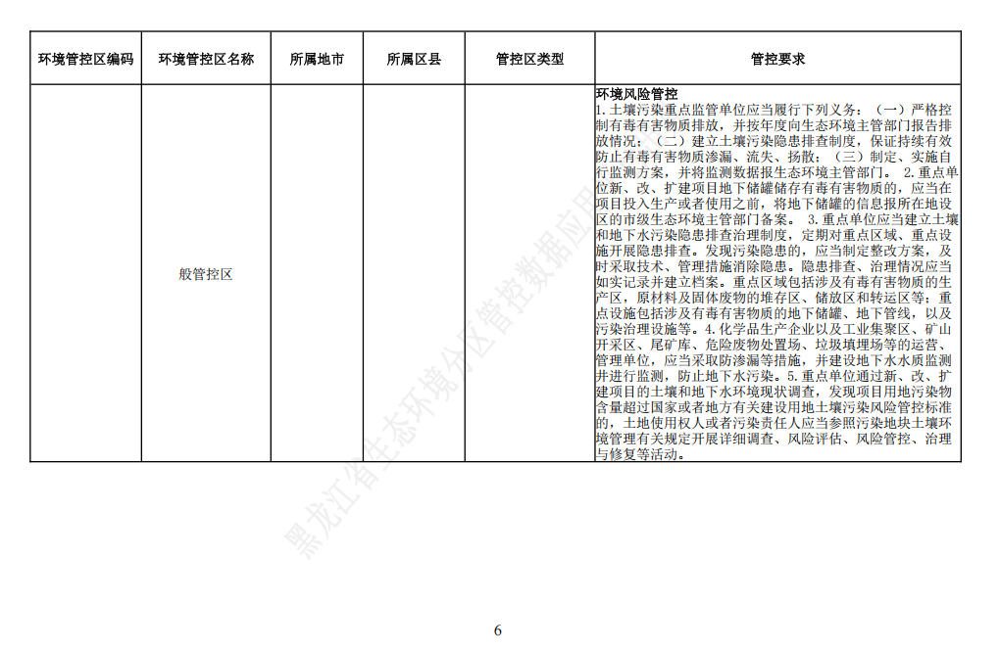 环境管控区编码 环境管控区名称 所属地市 所属区县 管控区类型 管控要求
般管控区
环境风险管控
1.土壤污染重点监管单位应当履行下列义务：（一）严格控
制有毒有害物质排放，并按年度向生态环境主管部门报告排
放情况；（二）建立土壤污染隐患排查制度，保证持续有效
防止有毒有害物质渗漏、流失、扬散；（三）制定、实施自
行监测方案，并将监测数据报生态环境主管部门。 2.重点单
位新、改、扩建项目地下储罐储存有毒有害物质的，应当在
项目投入生产或者使用之前，将地下储罐的信息报所在地设
区的市级生态环境主管部门备案。 3.重点单位应当建立土壤
和地下水污染隐患排查治理制度，定期对重点区域、重点设
施开展隐患排查。发现污染隐患的，应当制定整改方案，及
时采取技术、管理措施消除隐患。隐患排查、治理情况应当
如实记录并建立档案。重点区域包括涉及有毒有害物质的生
产区，原材料及固体废物的堆存区、储放区和转运区等；重
点设施包括涉及有毒有害物质的地下储罐、地下管线，以及
污染治理设施等。4.化学品生产企业以及工业集聚区、矿山
开采区、尾矿库、危险废物处置场、垃圾填埋场等的运营、
管理单位，应当采取防渗漏等措施，并建设地下水水质监测
井进行监测，防止地下水污染。5.重点单位通过新、改、扩
建项目的土壤和地下水环境现状调查，发现项目用地污染物
含量超过国家或者地方有关建设用地土壤污染风险管控标准
的，土地使用权人或者污染责任人应当参照污染地块土壤环
境管理有关规定开展详细调查、风险评估、风险管控、治理
与修复等活动。
黑龙江省生态环境分区管控数据应用
6